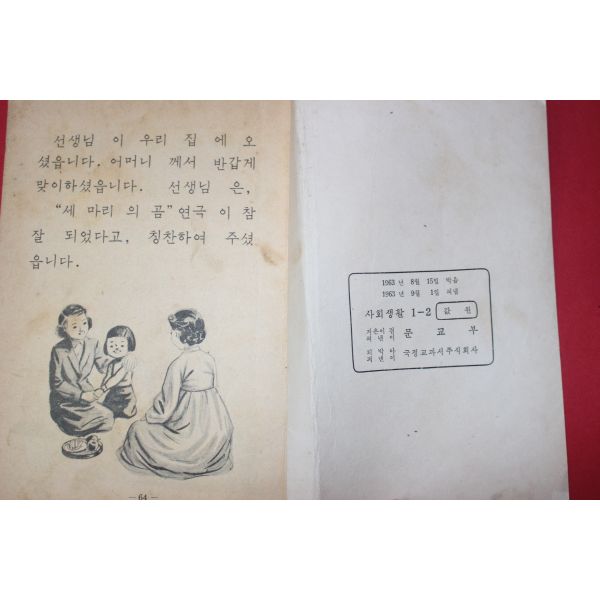 선생님 이 우리 집 에 오
셨읍니다. 어머니 께서 반갑게
맞이하셨읍니다. 선생님 은,
“세 마리 의 곰” 연극 이 참
잘 되었다고, 칭찬하여 주셨
읍니다.
— 64 —
1963 년 8월 15일 박음
1963 년 9월 1일 펴냄
사회생활 1-2 값 원
문 교 부
국정교과서주식회사